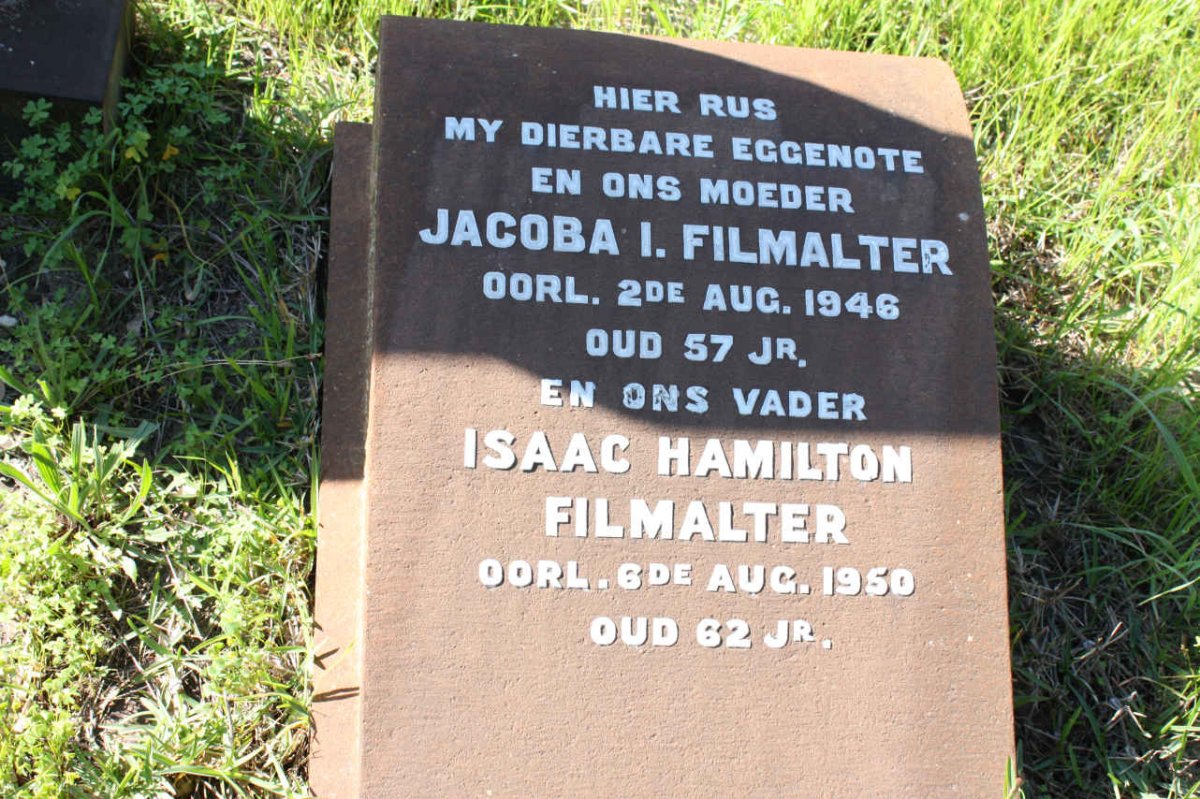 HIER RUS
MY DIERBARE EGGENOTE
EN ONS MOEDER
JACOBA I. FILMALTER
OORL. 2DE AUG. 1946
OUD 57 JR.
EN ONS VADER
ISAAC HAMILTON
FILMALTER
OORL. 6DE AUG. 1950
OUD 62 JR.